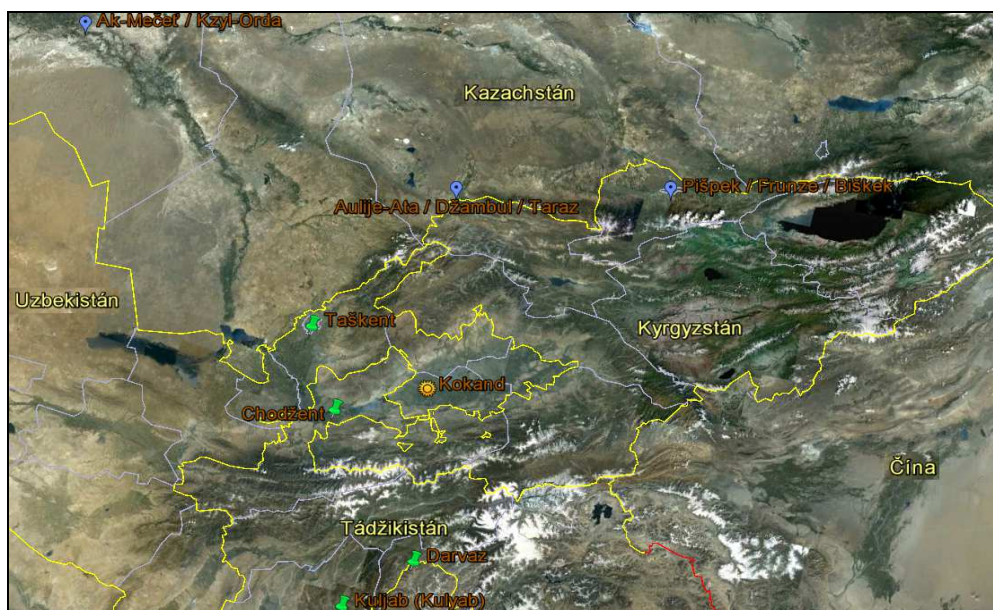 Ak-Mečeť / Kzyl-Orda
Kazachstán
Pišpek / Frunze / Biškek
Aulije-Ata / Džambul / Taraz
Uzbekistán
Taškent
Kyrgyzstán
Kokand
Chodžent
Čína
Tádžikistán
Darvaz
Kuljab (Kulyab)